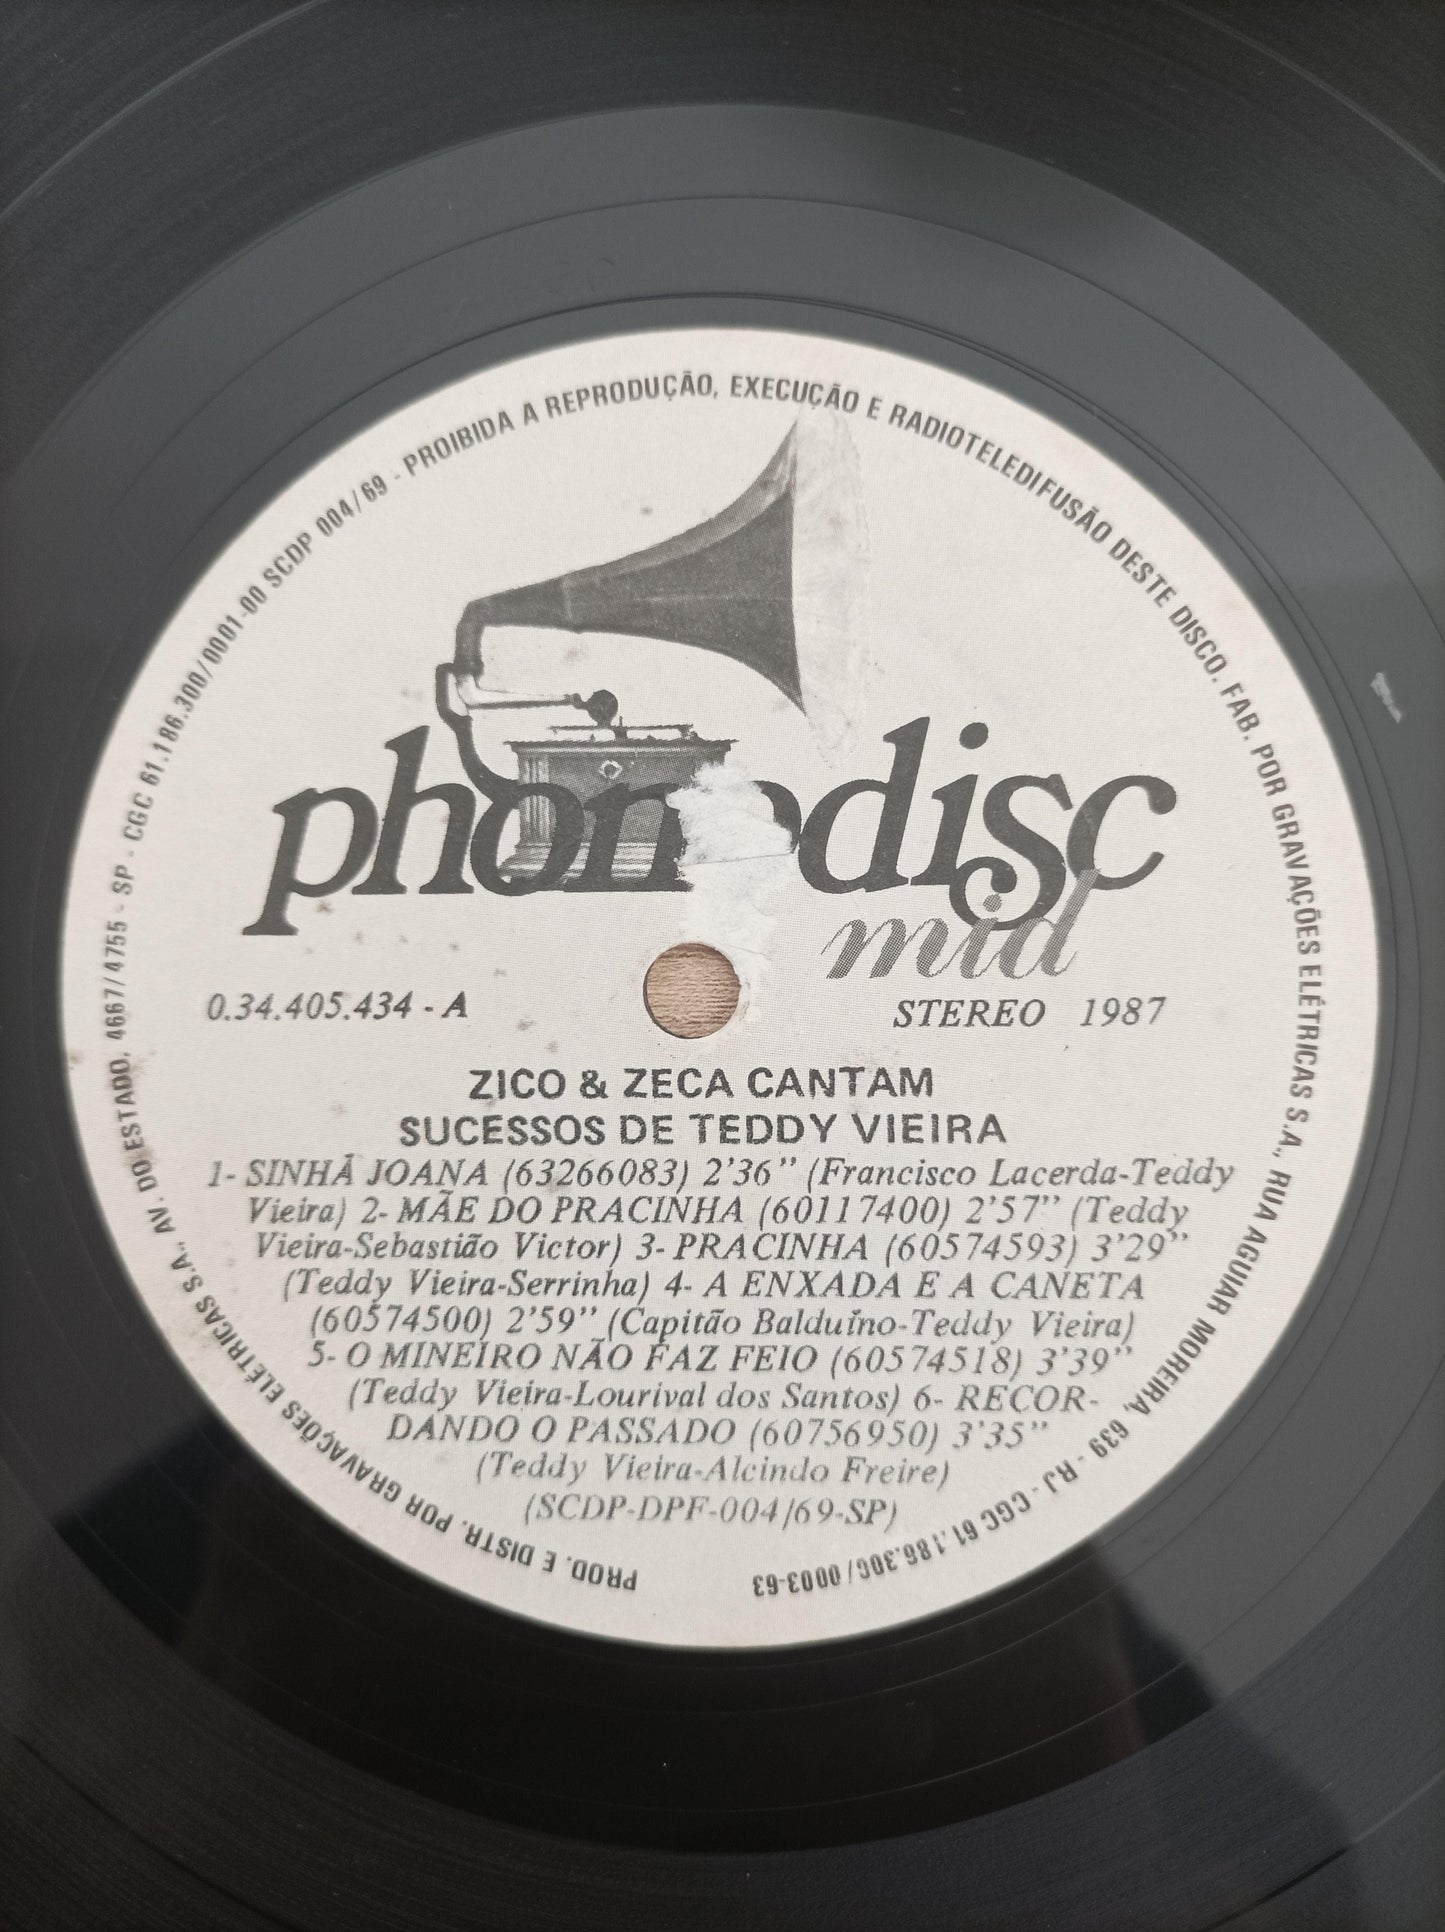 PROIBIDA A REPRODUÇÃO, EXECUÇÃO E RADIOTELEDIFUSÃO DESTE DISCO. FAB. POR GRAVAÇÕES ELÉTRICAS S.A., RUA AGUIAR MOREIRA, 639 - RJ - CGC 61.186.300/0003-63
PROD. E DISTR. POR GRAVAÇÕES ELÉTRICAS S.A., AV. DO ESTADO, 4667/4755 - SP - CGC 61.186.300/0001-00 SCDP 004/69 -
phonodisc
mid
0.34.405.434 - A
STEREO 1987
ZICO & ZECA CANTAM
SUCESSOS DE TEDDY VIEIRA
1- SINHÃ JOANA (63266083) 2'36" (Francisco Lacerda-Teddy
Vieira) 2- MÃE DO PRACINHA (60117400) 2'57" (Teddy
Vieira-Sebastião Victor) 3- PRACINHA (60574593) 3'29"
(Teddy Vieira-Serrinha) 4- A ENXADA E A CANETA
(60574500) 2'59" (Capitão Balduíno-Teddy Vieira)
5- O MINEIRO NÃO FAZ FEIO (60574518) 3'39"
(Teddy Vieira-Lourival dos Santos) 6- RECOR-
DANDO O PASSADO (60756950) 3'35"
(Teddy Vieira-Alcindo Freire)
(SCDP-DPF-004/69-SP)